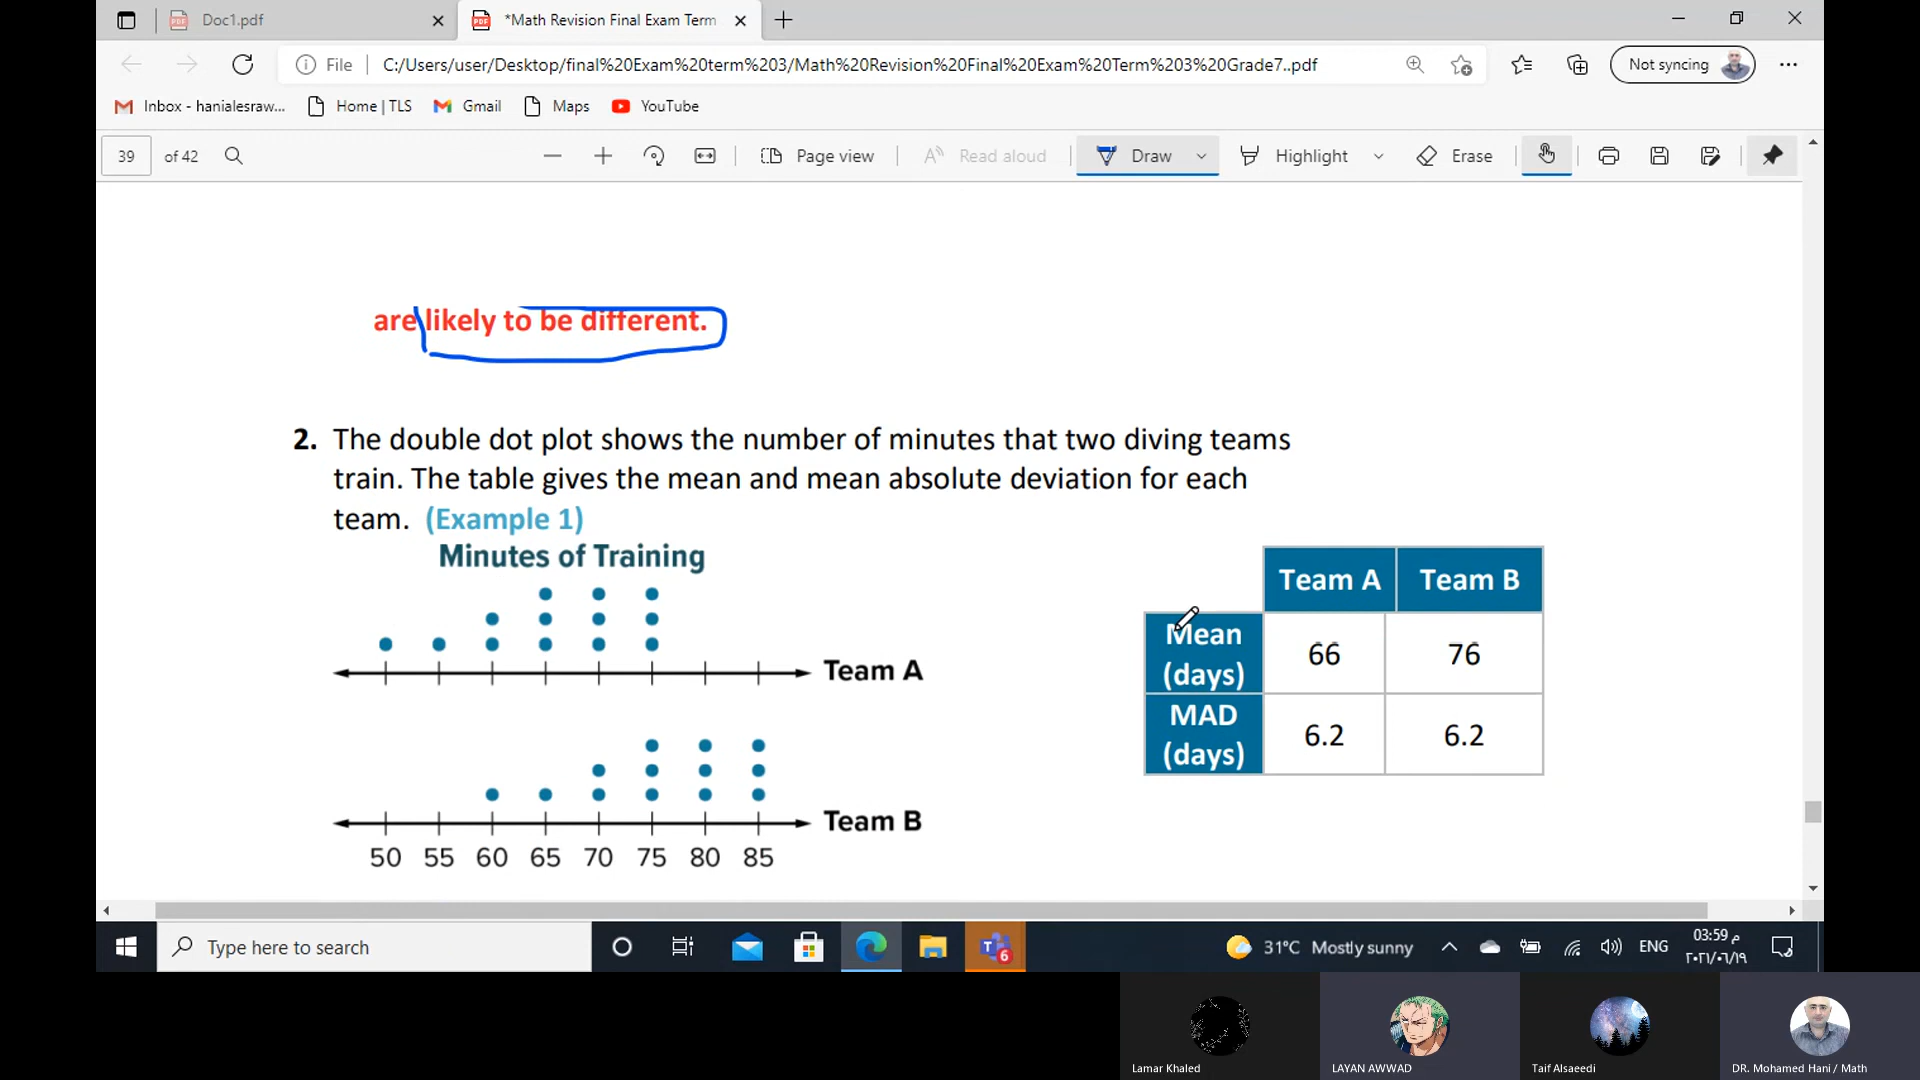 Doc1.pdf
*Math Revision Final Exam Term
File
C:/Users/user/Desktop/final%20Exam%20term%203/Math%20Revision%20Final%20Exam%20Term%203%20Grade7..pdf
Not syncing
Inbox - hanialesraw...
Home | TLS
Gmail
Maps
YouTube
39 of 42
Page view
Read aloud
Draw
Highlight
Erase
are likely to be different.
2. The double dot plot shows the number of minutes that two diving teams
train. The table gives the mean and mean absolute deviation for each
team. (Example 1)
Minutes of Training
Team A
Team B
50 55 60 65 70 75 80 85
Team A Team B
Mean (days) 66 76
MAD (days) 6.2 6.2
Type here to search
6
31°C Mostly sunny
ENG
03:59 م
٢٠٢١/٠٦/١٩
Lamar Khaled
LAYAN AWWAD
Taif Alsaeedi
DR. Mohamed Hani / Math